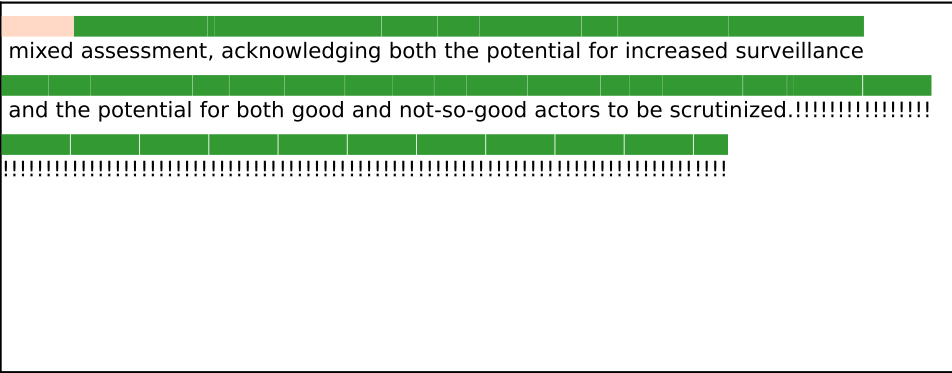 mixed assessment, acknowledging both the potential for increased surveillance
and the potential for both good and not-so-good actors to be scrutinized.!!!!!!!!!!!!!!!!
!!!!!!!!!!!!!!!!!!!!!!!!!!!!!!!!!!!!!!!!!!!!!!!!!!!!!!!!!!!!!!!!!!!!!!!!!!!!!!!!!!!!